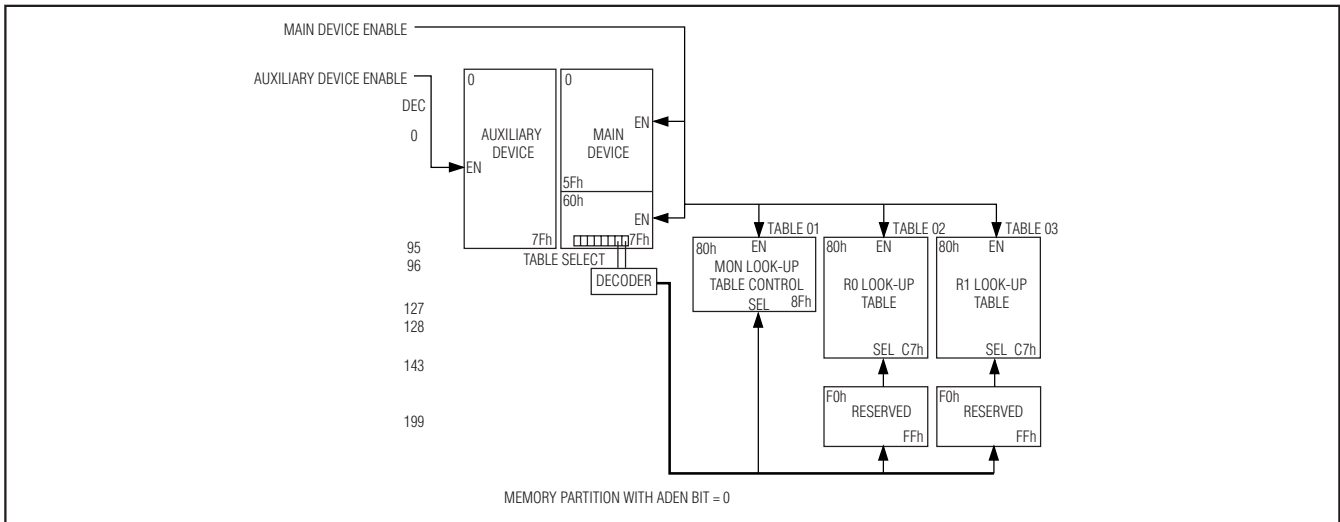 MAIN DEVICE ENABLE
AUXILIARY DEVICE ENABLE
DEC
0
95
96
127
128
143
199
0
AUXILIARY
DEVICE
EN
7Fh
0
MAIN
DEVICE
EN
5Fh
60h
EN
7Fh
TABLE SELECT
DECODER
TABLE 01
80h
EN
MON LOOK-UP
TABLE CONTROL
SEL
8Fh
TABLE 02
80h
EN
R0 LOOK-UP
TABLE
SEL C7h
F0h
RESERVED
FFh
TABLE 03
80h
EN
R1 LOOK-UP
TABLE
SEL C7h
F0h
RESERVED
FFh
MEMORY PARTITION WITH ADEN BIT = 0